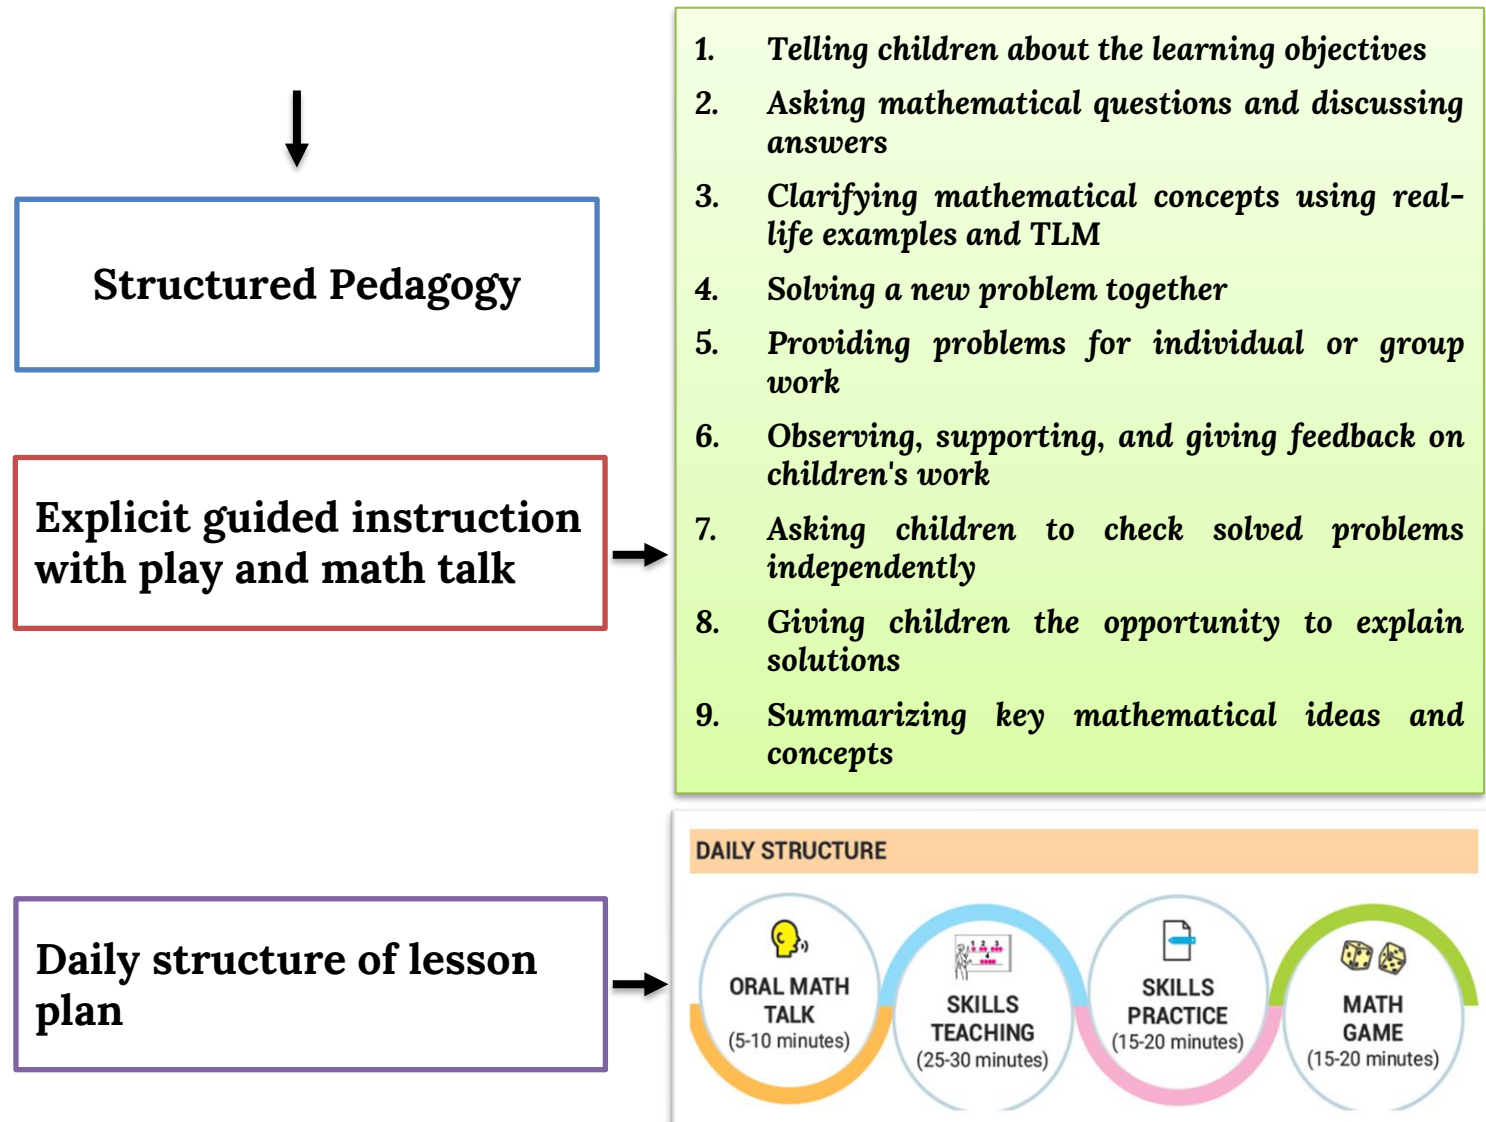 Structured Pedagogy
Explicit guided instruction
with play and math talk
1. Telling children about the learning objectives
2. Asking mathematical questions and discussing
answers
3. Clarifying mathematical concepts using real-
life examples and TLM
4. Solving a new problem together
5. Providing problems for individual or group
work
6. Observing, supporting, and giving feedback on
children's work
7. Asking children to check solved problems
independently
8. Giving children the opportunity to explain
solutions
9. Summarizing key mathematical ideas and
concepts
Daily structure of lesson
plan
DAILY STRUCTURE
ORAL MATH
TALK
(5-10 minutes)
1 2 3
4
SKILLS
TEACHING
(25-30 minutes)
SKILLS
PRACTICE
(15-20 minutes)
MATH
GAME
(15-20 minutes)